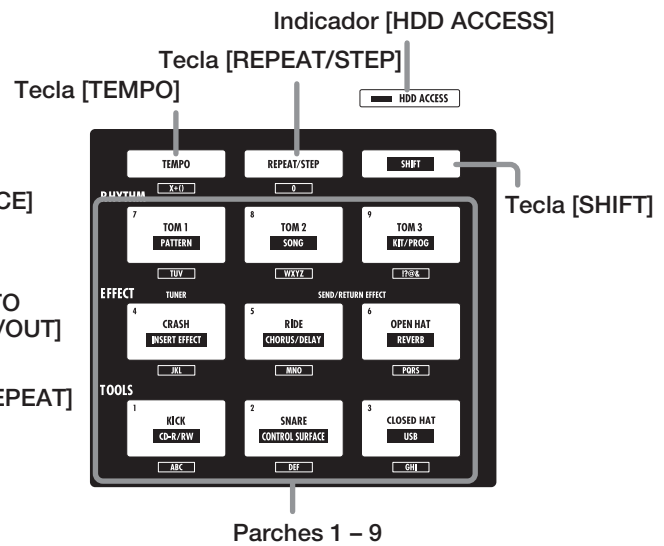 Indicador [HDD ACCESS]
Tecla [REPEAT/STEP]
Tecla [TEMPO]
HDD ACCESS
TEMPO
REPEAT/STEP
SHIFT
X+()
0
Tecla [SHIFT]
RHYTHM
CE]
7
TOM 1
PATTERN
8
TOM 2
SONG
9
TOM 3
KIT/PROG
TUV
WXYZ
!?@&
EFFECT
TUNER
SEND/RETURN EFFECT
TO
/OUT]
4
CRASH
INSERT EFFECT
5
RIDE
CHORUS/DELAY
6
OPEN HAT
REVERB
JKL
MNO
PQRS
EPEAT]
TOOLS
1
KICK
CD-R/RW
2
SNARE
CONTROL SURFACE
3
CLOSED HAT
USB
ABC
DEF
GHI
Parches 1 – 9